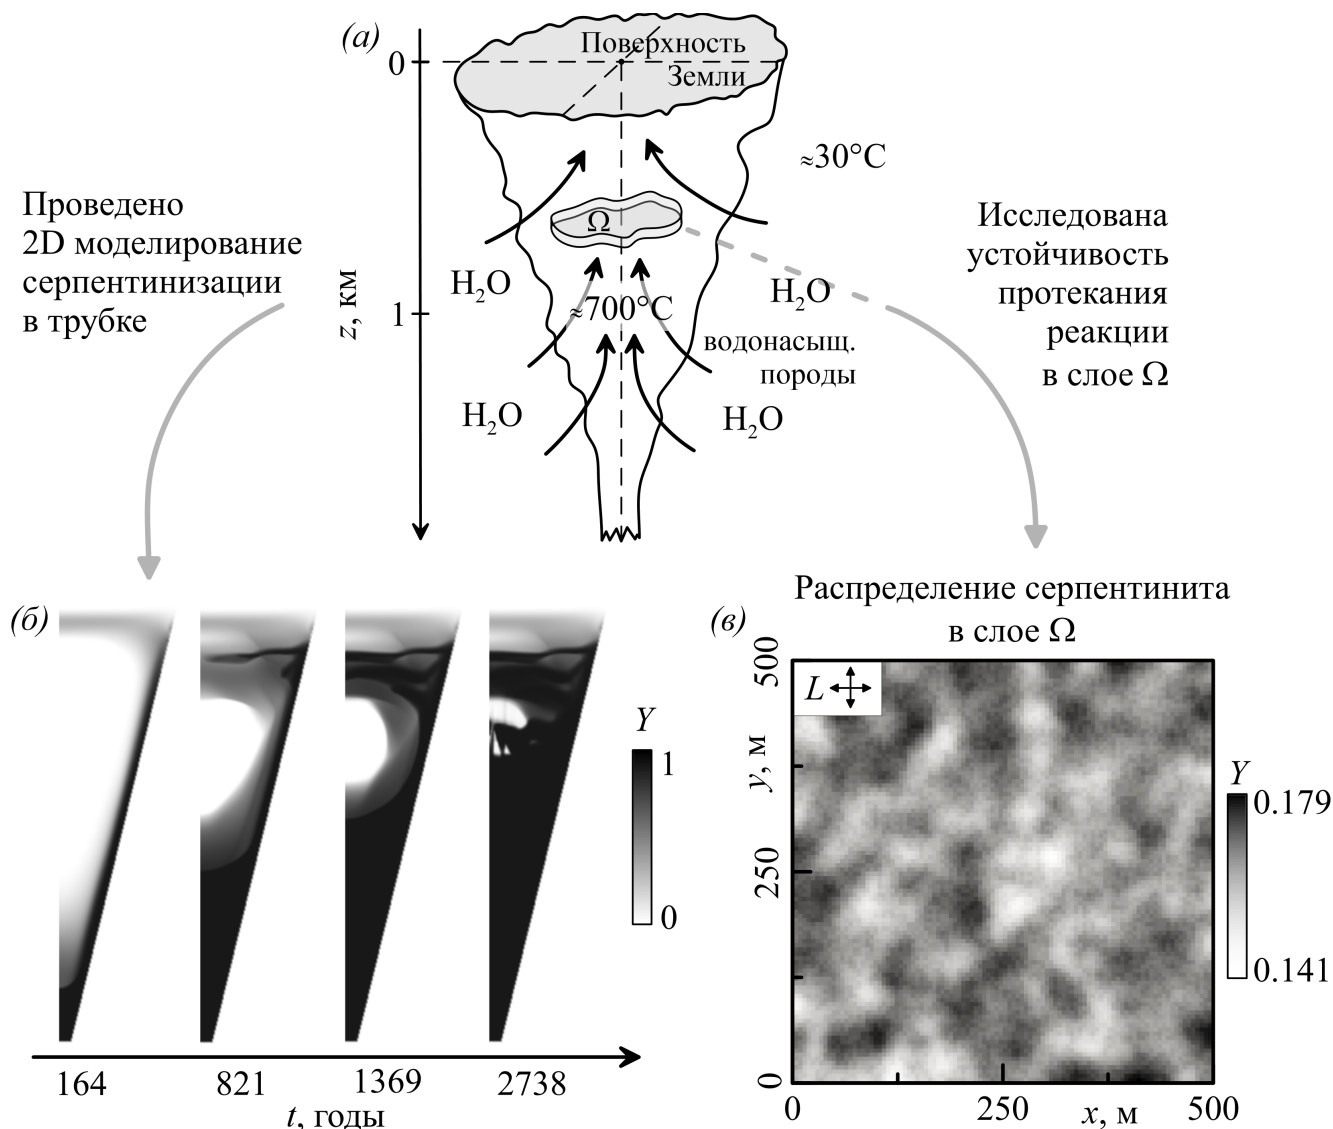 (а)
Поверхность
Земли
0
≈30°C
Проведено
2D моделирование
серпентинизации
в трубке
Исследована
устойчивость
протекания
реакции
в слое Ω
Ω
H₂O
H₂O
z, км
1
≈700°C
водонасыщ.
породы
H₂O
H₂O
(б)
Y
1
0
164
821
1369
2738
t, годы
Распределение серпентинита
в слое Ω
(в)
500
L
y, м
250
0
0
250
x, м
500
Y
0.179
0.141